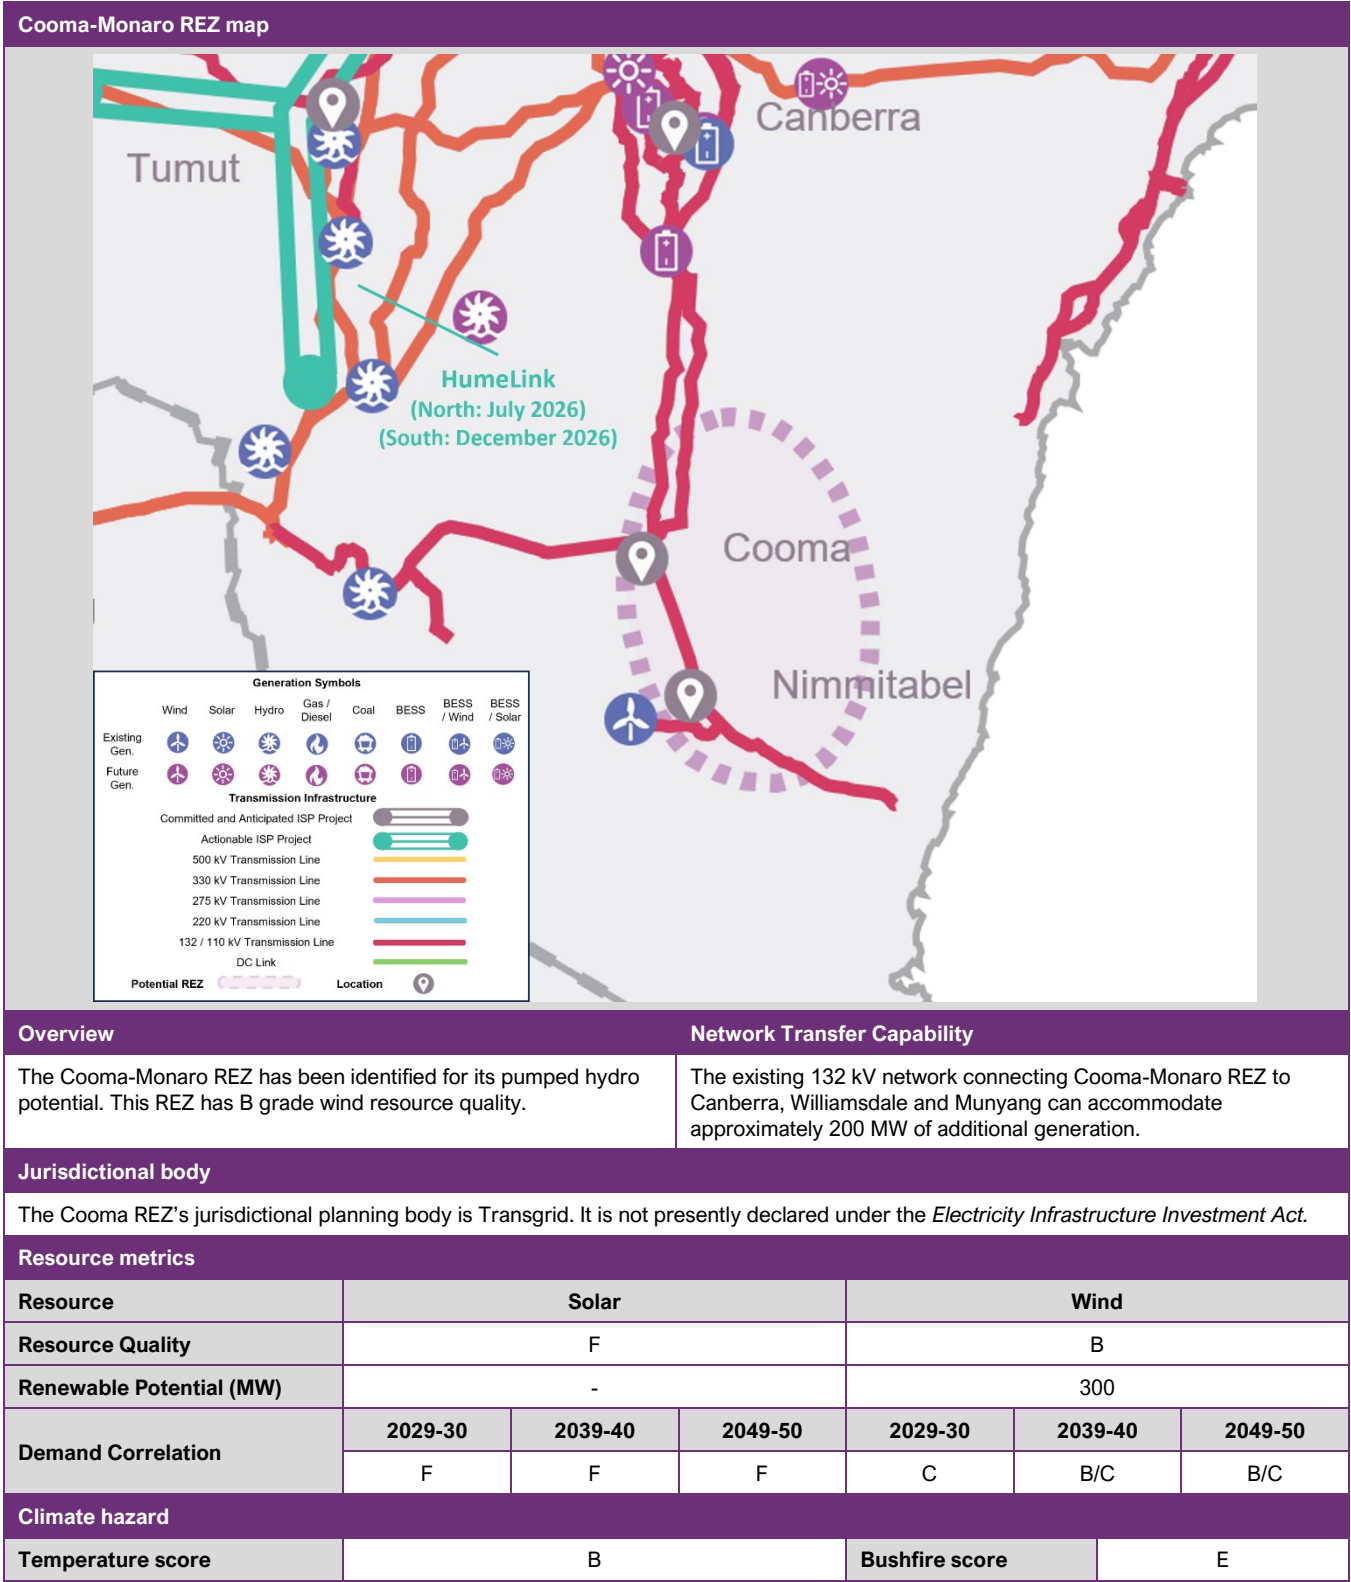 Cooma-Monaro REZ map
Canberra
Tumut
HumeLink
(North: July 2026)
(South: December 2026)
Cooma
Nimmitabel
Generation Symbols
Wind Solar Hydro Gas / Diesel Coal BESS BESS / Wind BESS / Solar
Existing Gen.
Future Gen.
Transmission Infrastructure
Committed and Anticipated ISP Project
Actionable ISP Project
500 kV Transmission Line
330 kV Transmission Line
275 kV Transmission Line
220 kV Transmission Line
132 / 110 kV Transmission Line
DC Link
Potential REZ Location
Overview Network Transfer Capability
The Cooma-Monaro REZ has been identified for its pumped hydro
potential. This REZ has B grade wind resource quality.
The existing 132 kV network connecting Cooma-Monaro REZ to
Canberra, Williamsdale and Munyang can accommodate
approximately 200 MW of additional generation.
Jurisdictional body
The Cooma REZ’s jurisdictional planning body is Transgrid. It is not presently declared under the Electricity Infrastructure Investment Act.
Resource metrics
Resource Solar Wind
Resource Quality F B
Renewable Potential (MW) - 300
Demand Correlation 2029-30 2039-40 2049-50 2029-30 2039-40 2049-50
F F F C B/C B/C
Climate hazard
Temperature score B Bushfire score E